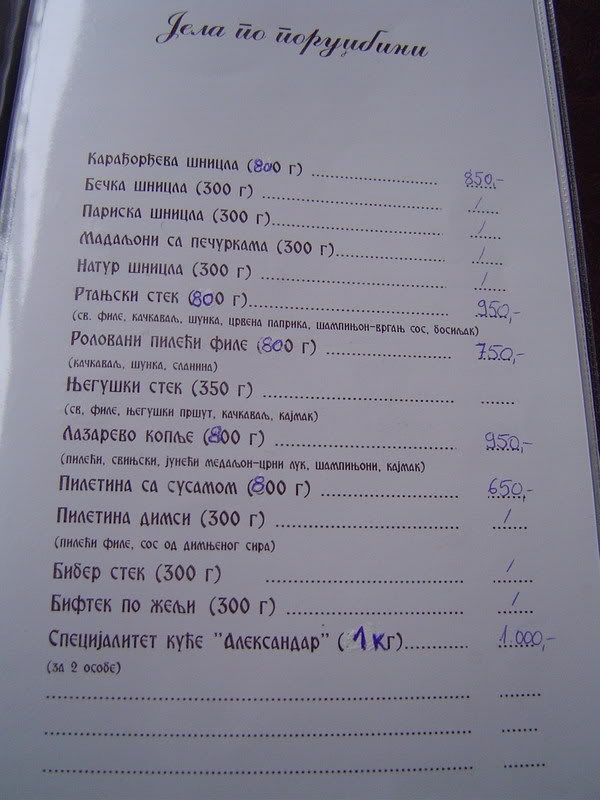 Јела по поруџбини
Карађорђева шницла (800 г) ........................ 850,-
Бечка шницла (300 г) ........................ /
Париска шницла (300 г)........................ /
Мадаљони са печуркама (300 г)........................ /
Натур шницла (300 г) ........................ /
Ртањски стек (800 г)........................ 950,-
(св. филе, качкаваљ, шунка, црвена паприка, шампињон-вргањ сос, босиљак)
Роловани пилећи филе (800 г) ........................ 750,-
(качкаваљ, шунка, сланина)
Његушки стек (350 г) ........................ ......
(св, филе, његушки пршут, качкаваљ, кајмак)
Лазарево копље (800 г) ........................ 950,-
(пилећи, свињски, јунећи медаљон-црни лук, шампињони, кајмак)
Пилетина са сусамом (800 г) ........................ 650,-
Пилетина димси (300 г) ........................ /
(пилећи филе, сос од димњеног сира)
Бибер стек (300 г) ........................ /
Бифтек по жељи (300 г) ........................ /
Специјалитет куће "Александар" ( 1 кг)............ 1.000,-
(за 2 особе)